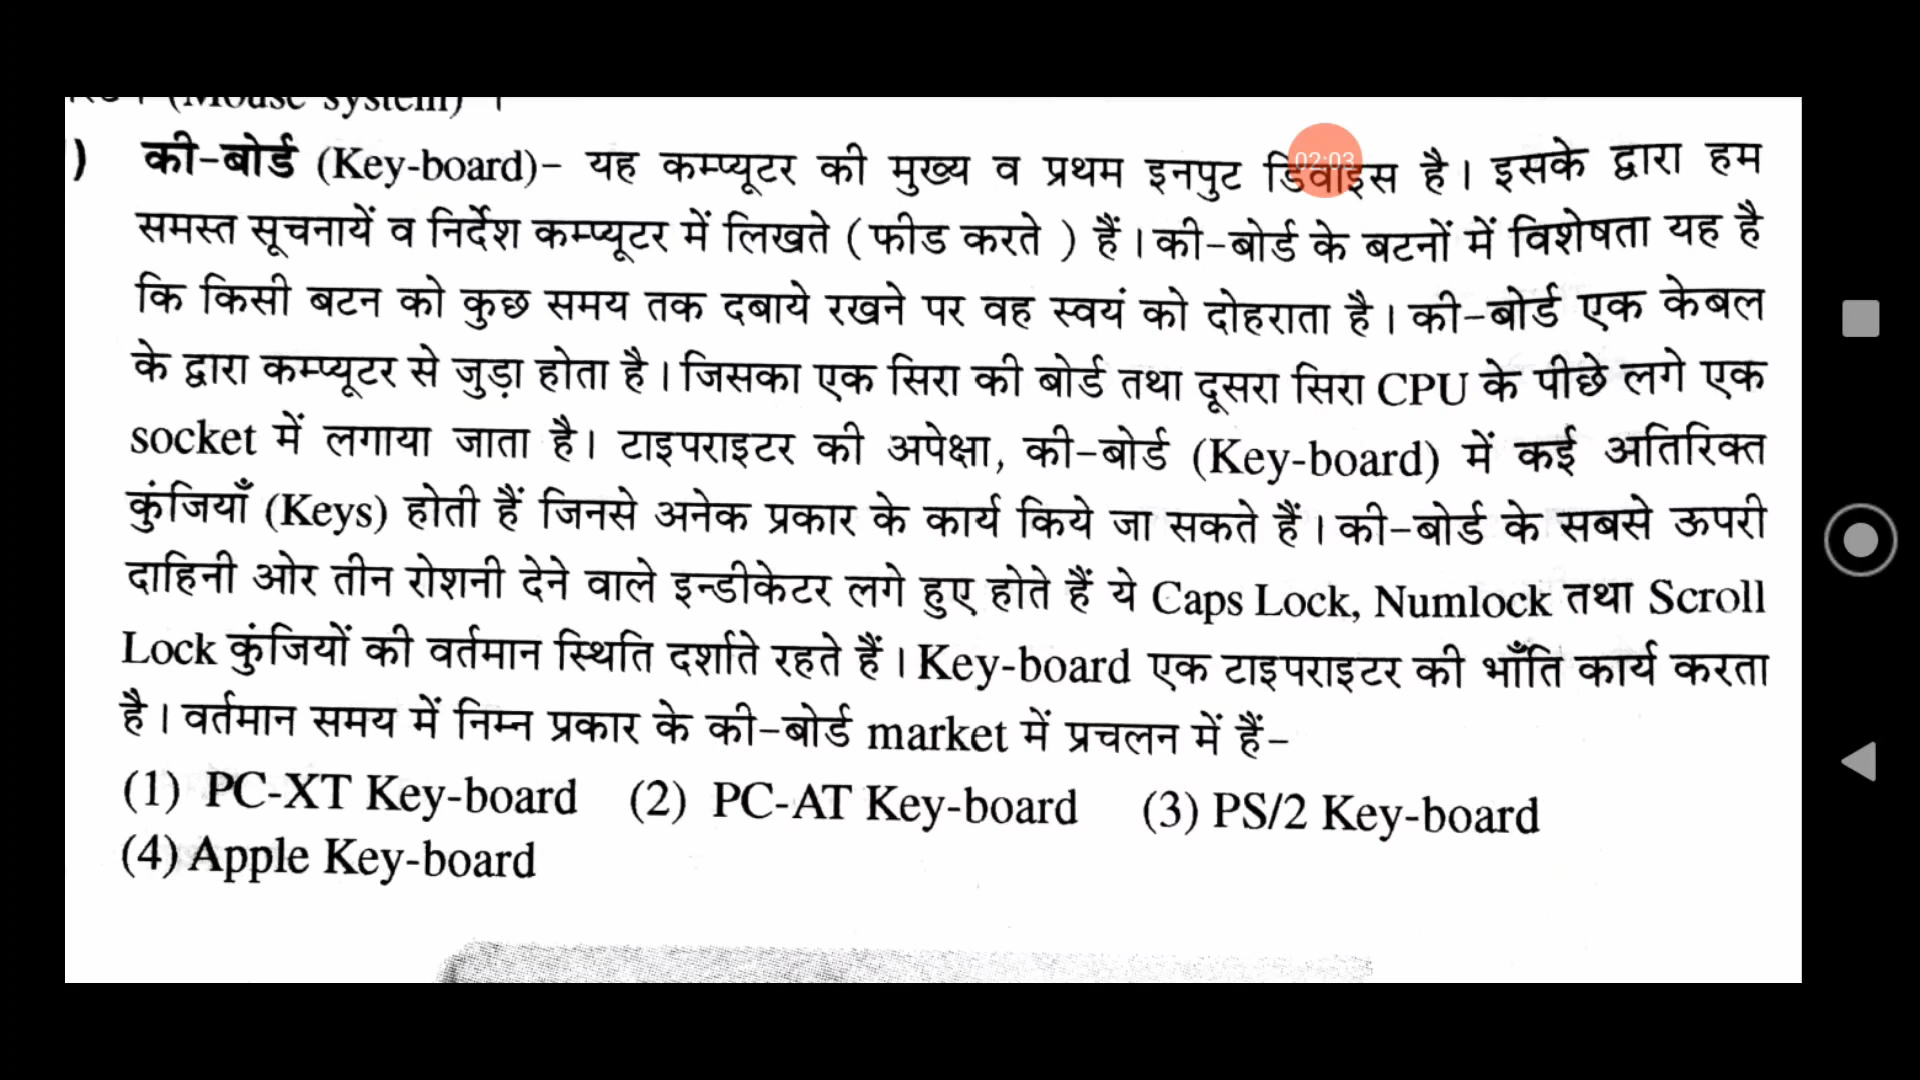 (Mouse system) ।
) की-बोर्ड (Key-board)- यह कम्प्यूटर की मुख्य व प्रथम इनपुट डिवाइस है। इसके द्वारा हम
02:03
समस्त सूचनायें व निर्देश कम्प्यूटर में लिखते ( फीड करते ) हैं। की-बोर्ड के बटनों में विशेषता यह है
कि किसी बटन को कुछ समय तक दबाये रखने पर वह स्वयं को दोहराता है। की-बोर्ड एक केबल
के द्वारा कम्प्यूटर से जुड़ा होता है। जिसका एक सिरा की बोर्ड तथा दूसरा सिरा CPU के पीछे लगे एक
socket में लगाया जाता है। टाइपराइटर की अपेक्षा, की-बोर्ड (Key-board) में कई अतिरिक्त
कुंजियाँ (Keys) होती हैं जिनसे अनेक प्रकार के कार्य किये जा सकते हैं। की-बोर्ड के सबसे ऊपरी
दाहिनी ओर तीन रोशनी देने वाले इन्डीकेटर लगे हुए होते हैं ये Caps Lock, Numlock तथा Scroll
Lock कुंजियों की वर्तमान स्थिति दर्शाते रहते हैं। Key-board एक टाइपराइटर की भाँति कार्य करता
है। वर्तमान समय में निम्न प्रकार के की-बोर्ड market में प्रचलन में हैं-
(1) PC-XT Key-board (2) PC-AT Key-board (3) PS/2 Key-board
(4) Apple Key-board